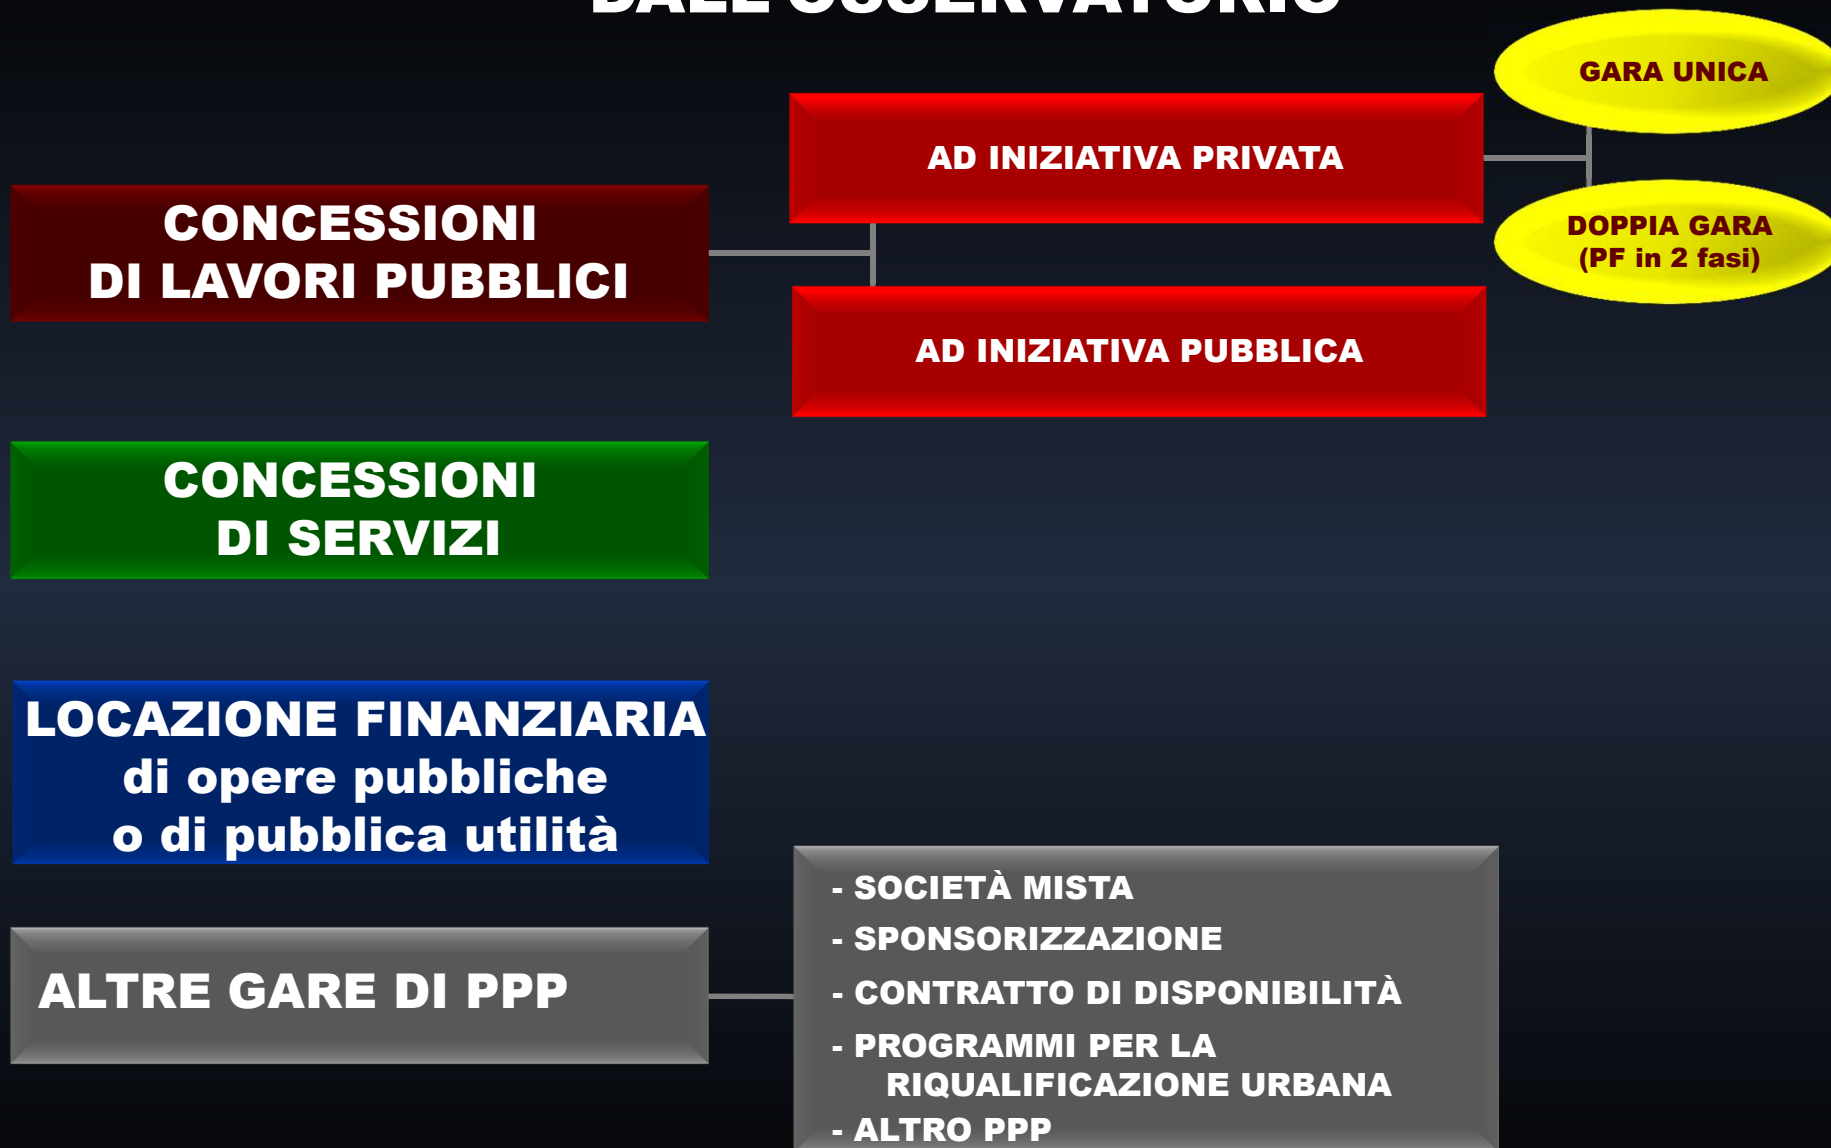 DALL'OSSERVATORIO
GARA UNICA
AD INIZIATIVA PRIVATA
DOPPIA GARA
(PF in 2 fasi)
CONCESSIONI
DI LAVORI PUBBLICI
AD INIZIATIVA PUBBLICA
CONCESSIONI
DI SERVIZI
LOCAZIONE FINANZIARIA
di opere pubbliche
o di pubblica utilità
ALTRE GARE DI PPP
- SOCIETÀ MISTA
- SPONSORIZZAZIONE
- CONTRATTO DI DISPONIBILITÀ
- PROGRAMMI PER LA
RIQUALIFICAZIONE URBANA
- ALTRO PPP